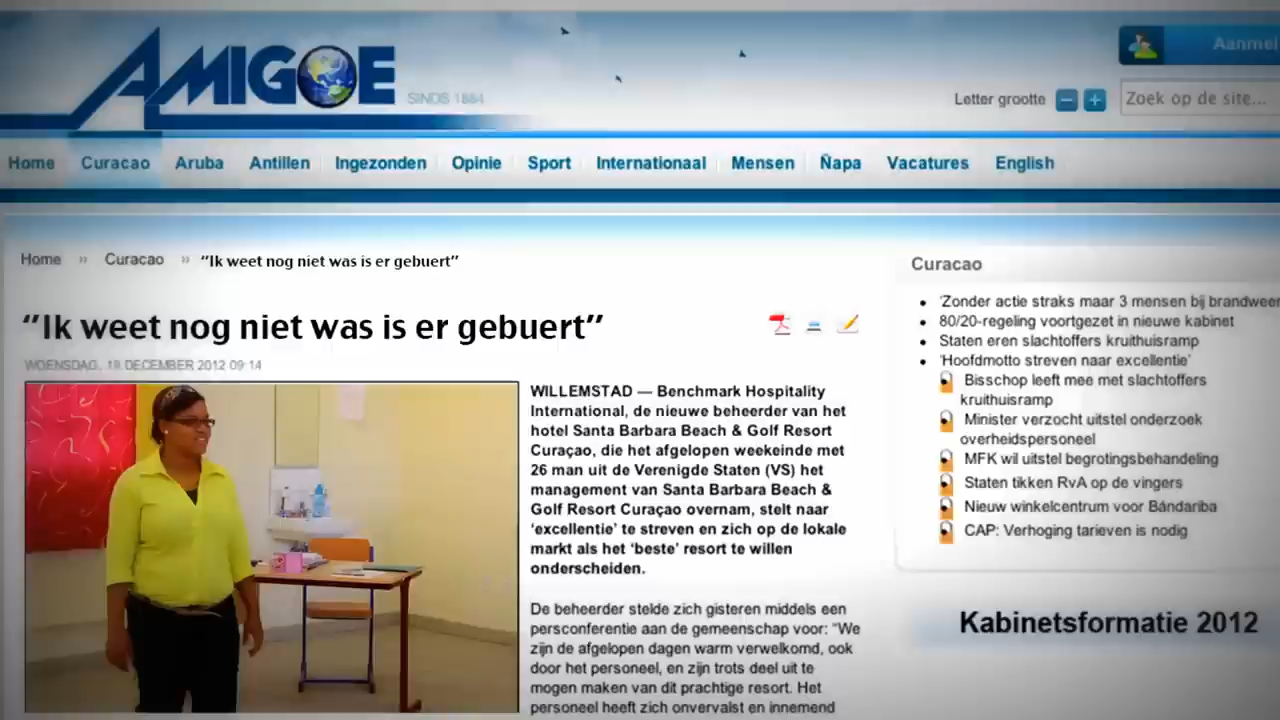 AMIGOE
SINDS 1884
Aanmel
Letter grootte
Zoek op de site...
Home Curacao Aruba Antillen Ingezonden Opinie Sport Internationaal Mensen Ñapa Vacatures English
Home » Curacao » “Ik weet nog niet was is er gebuert”
“Ik weet nog niet was is er gebuert”
WOENSDAG, 19 DECEMBER 2012 09:14
WILLEMSTAD — Benchmark Hospitality
International, de nieuwe beheerder van het
hotel Santa Barbara Beach & Golf Resort
Curaçao, die het afgelopen weekeinde met
26 man uit de Verenigde Staten (VS) het
management van Santa Barbara Beach &
Golf Resort Curaçao overnam, stelt naar
‘excellentie’ te streven en zich op de lokale
markt als het ‘beste’ resort te willen
onderscheiden.
De beheerder stelde zich gisteren middels een
persconferentie aan de gemeenschap voor: “We
zijn de afgelopen dagen warm verwelkomd, ook
door het personeel, en zijn trots deel uit te
mogen maken van dit prachtige resort. Het
personeel heeft zich onvervalst en innemend
Curacao
• ‘Zonder actie straks maar 3 mensen bij brandweer
• 80/20-regeling voortgezet in nieuwe kabinet
• Staten eren slachtoffers kruithuisramp
• ‘Hoofdmotto streven naar excellentie’
Bisschop leeft mee met slachtoffers
kruithuisramp
Minister verzocht uitstel onderzoek
overheidspersoneel
MFK wil uitstel begrotingsbehandeling
Staten tikken RvA op de vingers
Nieuw winkelcentrum voor Bándariba
CAP: Verhoging tarieven is nodig
Kabinetsformatie 2012